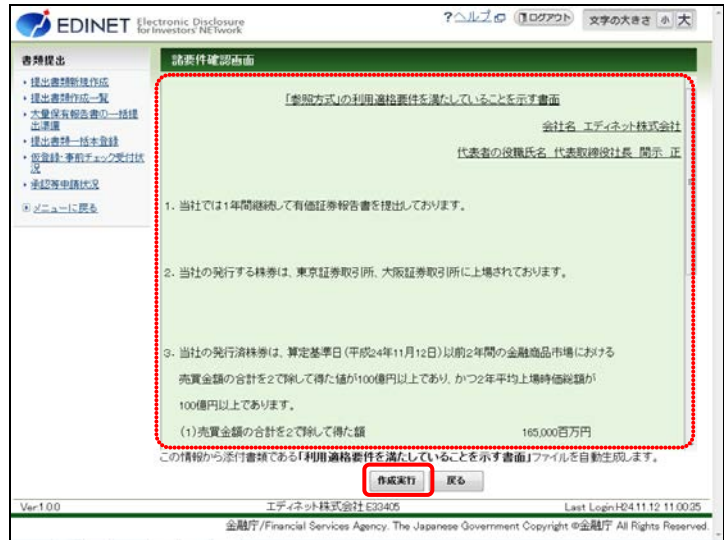 EDINET Electronic Disclosure for Investors' NETwork
?ヘルプ ログアウト 文字の大きさ 小 大
書類提出
・提出書類新規作成
・提出書類作成一覧
・大量保有報告書の一括提
出準備
・提出書類一括本登録
・仮登録・事前チェック受付状
況
・承認等申請状況
メニューに戻る
諸要件確認画面
「参照方式」の利用適格要件を満たしていることを示す書面
会社名 エディネット株式会社
代表者の役職氏名 代表取締役社長 開示 正
1. 当社では1年間継続して有価証券報告書を提出しております。
2. 当社の発行する株券は、東京証券取引所、大阪証券取引所に上場されております。
3. 当社の発行済株券は、算定基準日(平成24年11月12日)以前2年間の金融商品市場における
売買金額の合計を2で除して得た値が100億円以上であり、かつ2年平均上場時価総額が
100億円以上であります。
(1)売買金額の合計を2で除して得た額 165,000百万円
この情報から添付書類である「利用適格要件を満たしていることを示す書面」ファイルを自動生成します。
作成実行 戻る
Ver1.0.0 エディネット株式会社 E33405 Last Login:H24.11.12 11:00:35
金融庁/Financial Services Agency. The Japanese Government Copyright ©金融庁 All Rights Reserved.